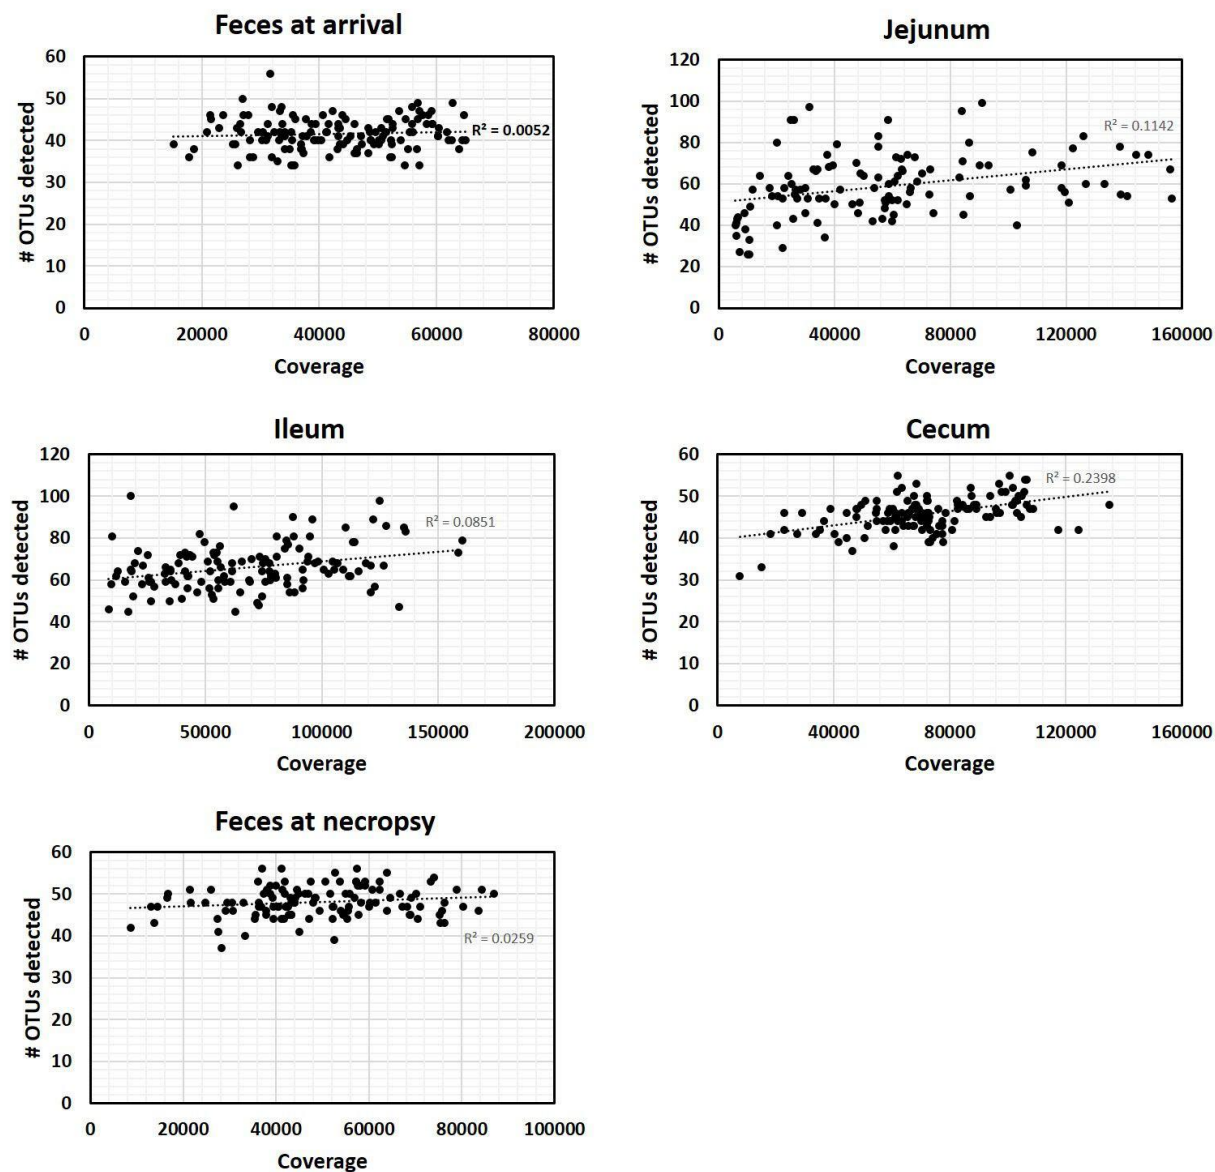 Feces at arrival
60
50
40
30
20
10
0
# OTUs detected
R² = 0.0052
0 20000 40000 60000 80000
Coverage
Jejunum
120
100
80
60
40
20
0
# OTUs detected
R² = 0.1142
0 40000 80000 120000 160000
Coverage
Ileum
120
100
80
60
40
20
0
# OTUs detected
R² = 0.0851
0 50000 100000 150000 200000
Coverage
Cecum
60
50
40
30
20
10
0
# OTUs detected
R² = 0.2398
0 40000 80000 120000 160000
Coverage
Feces at necropsy
60
50
40
30
20
10
0
# OTUs detected
R² = 0.0259
0 20000 40000 60000 80000 100000
Coverage